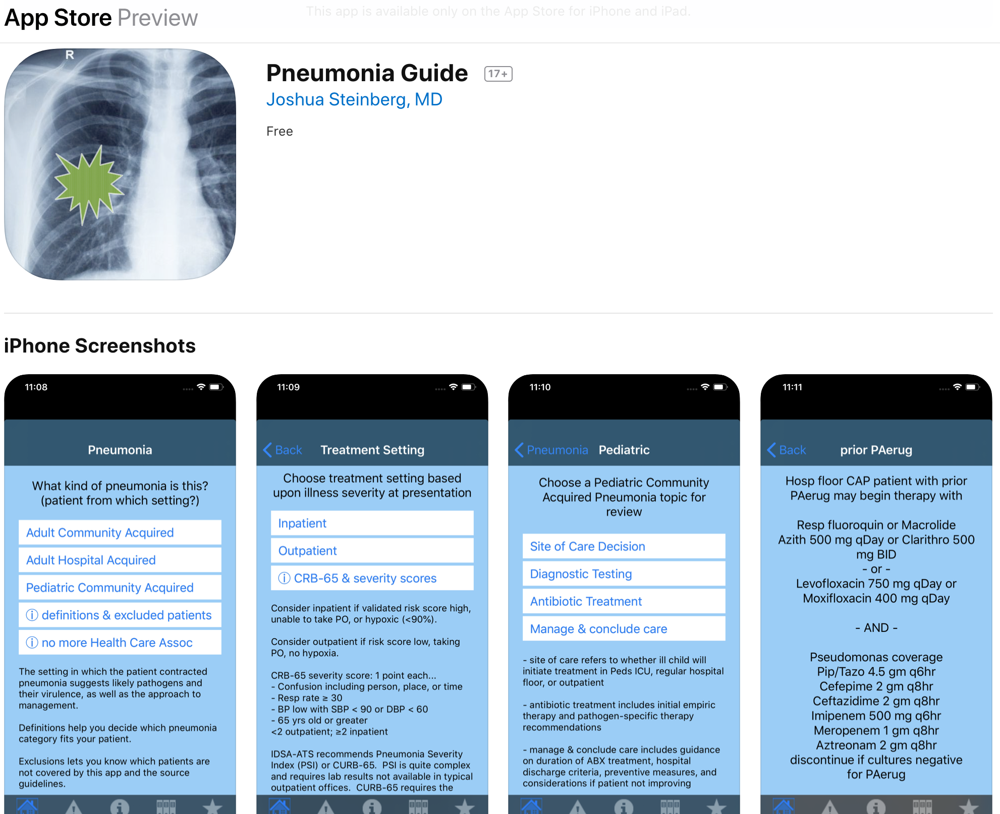 App Store Preview
This app is available only on the App Store for iPhone and iPad.
R
Pneumonia Guide 17+
Joshua Steinberg, MD
Free
iPhone Screenshots
11:08
Pneumonia
What kind of pneumonia is this?
(patient from which setting?)
Adult Community Acquired
Adult Hospital Acquired
Pediatric Community Acquired
ⓘ definitions & excluded patients
ⓘ no more Health Care Assoc
The setting in which the patient contracted
pneumonia suggests likely pathogens and
their virulence, as well as the approach to
management.
Definitions help you decide which pneumonia
category fits your patient.
Exclusions lets you know which patients are
not covered by this app and the source
guidelines.
11:09
Back Treatment Setting
Choose treatment setting based
upon illness severity at presentation
Inpatient
Outpatient
ⓘ CRB-65 & severity scores
Consider inpatient if validated risk score high,
unable to take PO, or hypoxic (<90%).
Consider outpatient if risk score low, taking
PO, no hypoxia.
CRB-65 severity score: 1 point each...
- Confusion including person, place, or time
- Resp rate ≥ 30
- BP low with SBP < 90 or DBP < 60
- 65 yrs old or greater
<2 outpatient; ≥2 inpatient
IDSA-ATS recommends Pneumonia Severity
Index (PSI) or CURB-65. PSI is quite complex
and requires lab results not available in typical
outpatient offices. CURB-65 requires the
11:10
Pneumonia Pediatric
Choose a Pediatric Community
Acquired Pneumonia topic for
review
Site of Care Decision
Diagnostic Testing
Antibiotic Treatment
Manage & conclude care
- site of care refers to whether ill child will
initiate treatment in Peds ICU, regular hospital
floor, or outpatient
- antibiotic treatment includes initial empiric
therapy and pathogen-specific therapy
recommendations
- manage & conclude care includes guidance
on duration of ABX treatment, hospital
discharge criteria, preventive measures, and
considerations if patient not improving
11:11
Back prior PAerug
Hosp floor CAP patient with prior
PAerug may begin therapy with
Resp fluoroquin or Macrolide
Azith 500 mg qDay or Clarithro 500
mg BID
- or -
Levofloxacin 750 mg qDay or
Moxifloxacin 400 mg qDay
- AND -
Pseudomonas coverage
Pip/Tazo 4.5 gm q6hr
Cefepime 2 gm q8hr
Ceftazidime 2 gm q8hr
Imipenem 500 mg q6hr
Meropenem 1 gm q8hr
Aztreonam 2 gm q8hr
discontinue if cultures negative
for PAerug